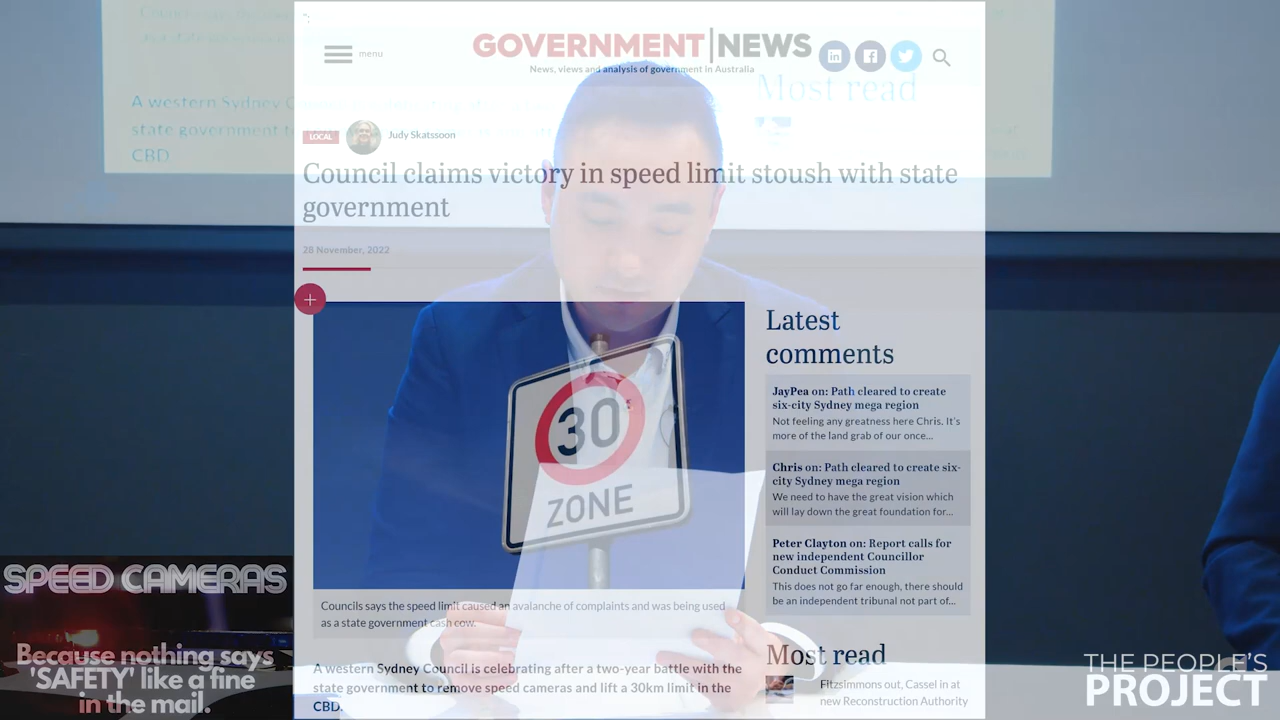 ";
menu
GOVERNMENT NEWS
News, views and analysis of government in Australia
Most read
A western Sydney C
state government to
CBD
LOCAL
Judy Skatssoon
Council claims victory in speed limit stoush with state
government
28 November, 2022
30
ZONE
Councils says the speed limit caused an avalanche of complaints and was being used
as a state government cash cow.
A western Sydney Council is celebrating after a two-year battle with the
state government to remove speed cameras and lift a 30km limit in the
CBD.
Latest
comments
JayPea on: Path cleared to create
six-city Sydney mega region
Not feeling any greatness here Chris. It's
more of the land grab of our once...
Chris on: Path cleared to create six-
city Sydney mega region
We need to have the great vision which
will lay down the great foundation for...
Peter Clayton on: Report calls for
new independent Councillor
Conduct Commission
This does not go far enough, there should
be an independent tribunal not part of...
Most read
Fitzsimmons out, Cassel in at
new Reconstruction Authority
SPEED CAMERAS
Because nothing says
'SAFETY' like a fine
in the mail.
THE PEOPLE'S
PROJECT